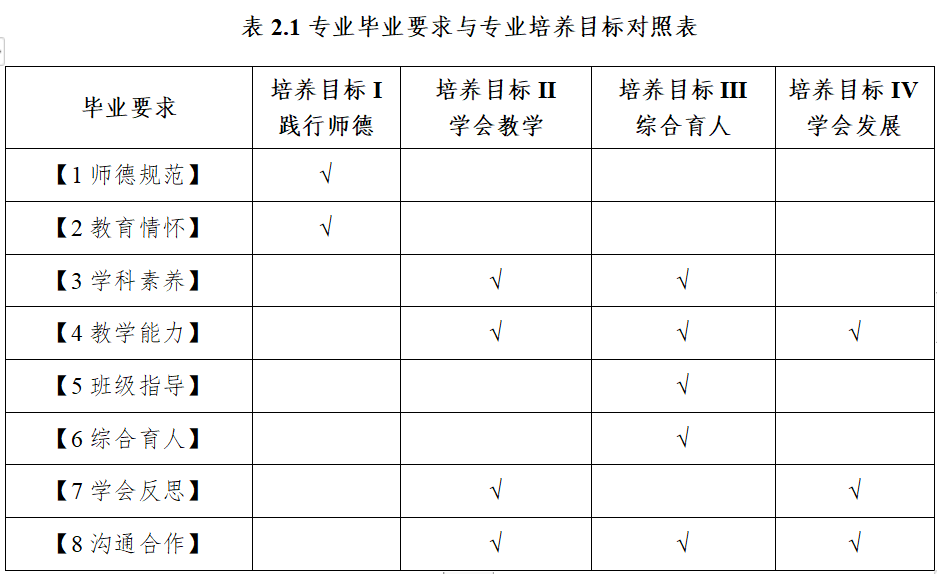 表 2.1 专业毕业要求与专业培养目标对照表
毕业要求 培养目标 I 践行师德 培养目标 II 学会教学 培养目标 III 综合育人 培养目标 IV 学会发展
【1 师德规范】 √
【2 教育情怀】 √
【3 学科素养】 √ √
【4 教学能力】 √ √ √
【5 班级指导】 √
【6 综合育人】 √
【7 学会反思】 √ √
【8 沟通合作】 √ √ √